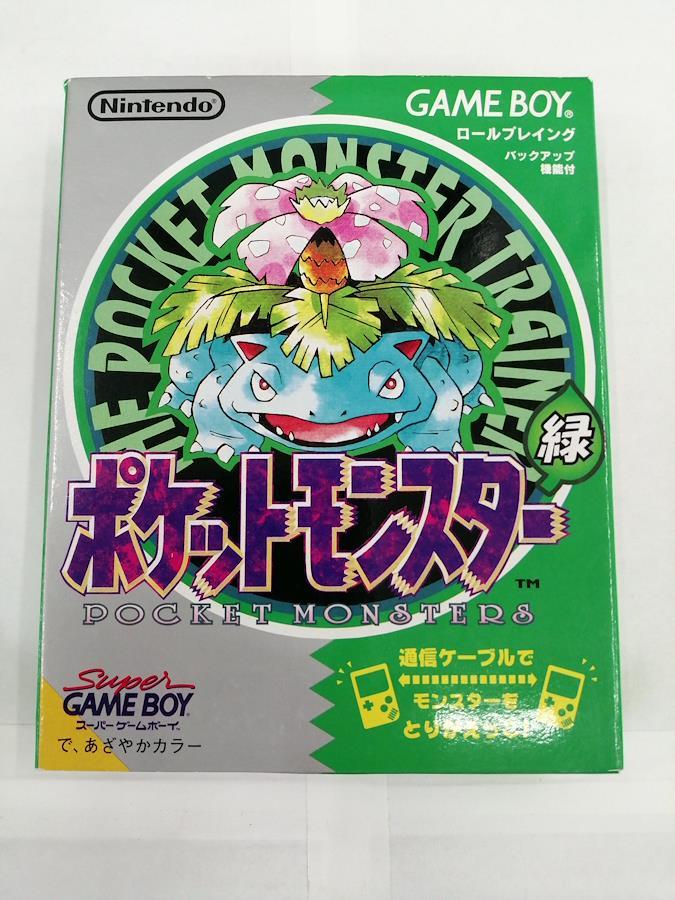 Nintendo®
GAME BOY®
ロールプレイング
バックアップ
機能付
THE POCKET MONSTER TRAINER
緑
ポケットモンスター
TM
POCKET MONSTERS
通信ケーブルで
モンスターを
Super
GAME BOY
スーパーゲームボーイ
で、あざやかカラー